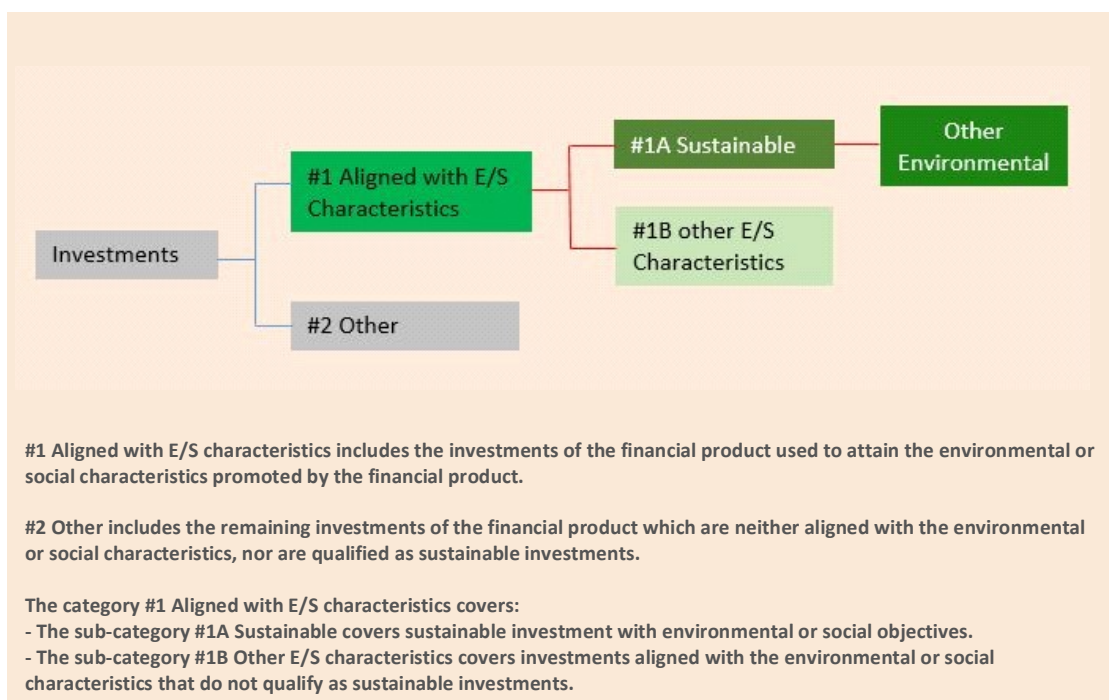 Investments
#1 Aligned with E/S
Characteristics
#2 Other
#1A Sustainable
#1B other E/S
Characteristics
Other
Environmental
#1 Aligned with E/S characteristics includes the investments of the financial product used to attain the environmental or
social characteristics promoted by the financial product.
#2 Other includes the remaining investments of the financial product which are neither aligned with the environmental
or social characteristics, nor are qualified as sustainable investments.
The category #1 Aligned with E/S characteristics covers:
- The sub-category #1A Sustainable covers sustainable investment with environmental or social objectives.
- The sub-category #1B Other E/S characteristics covers investments aligned with the environmental or social
characteristics that do not qualify as sustainable investments.